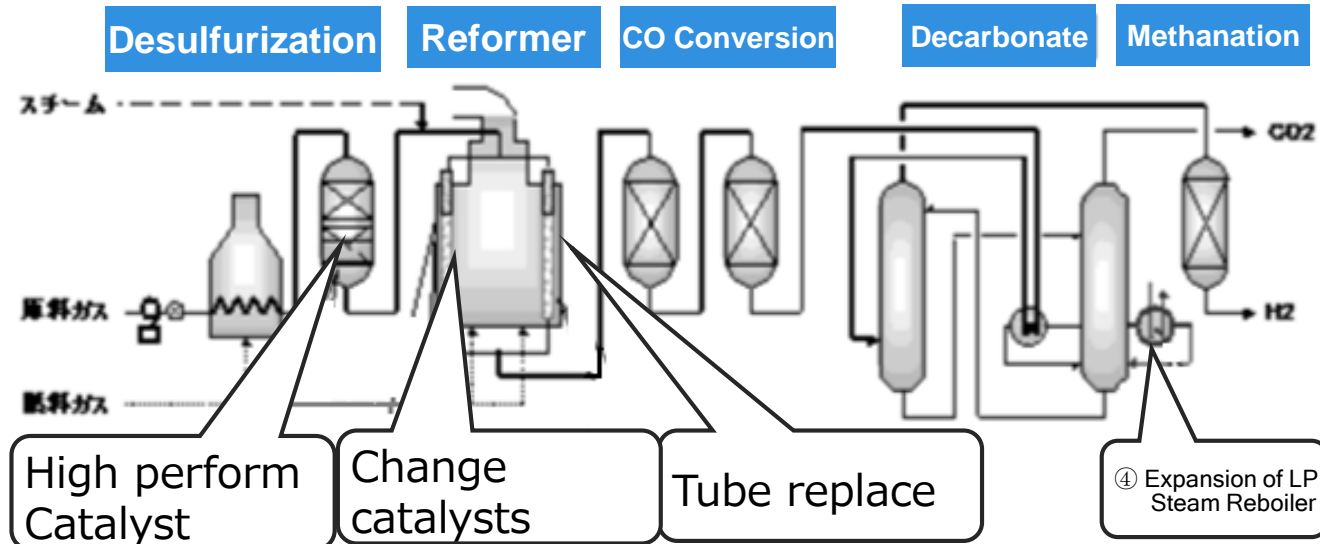 Desulfurization
Reformer
CO Conversion
Decarbonate
Methanation
スチーム
CO2
原料ガス
H2
燃料ガス
High perform
Catalyst
Change
catalysts
Tube replace
④ Expansion of LP
Steam Reboiler